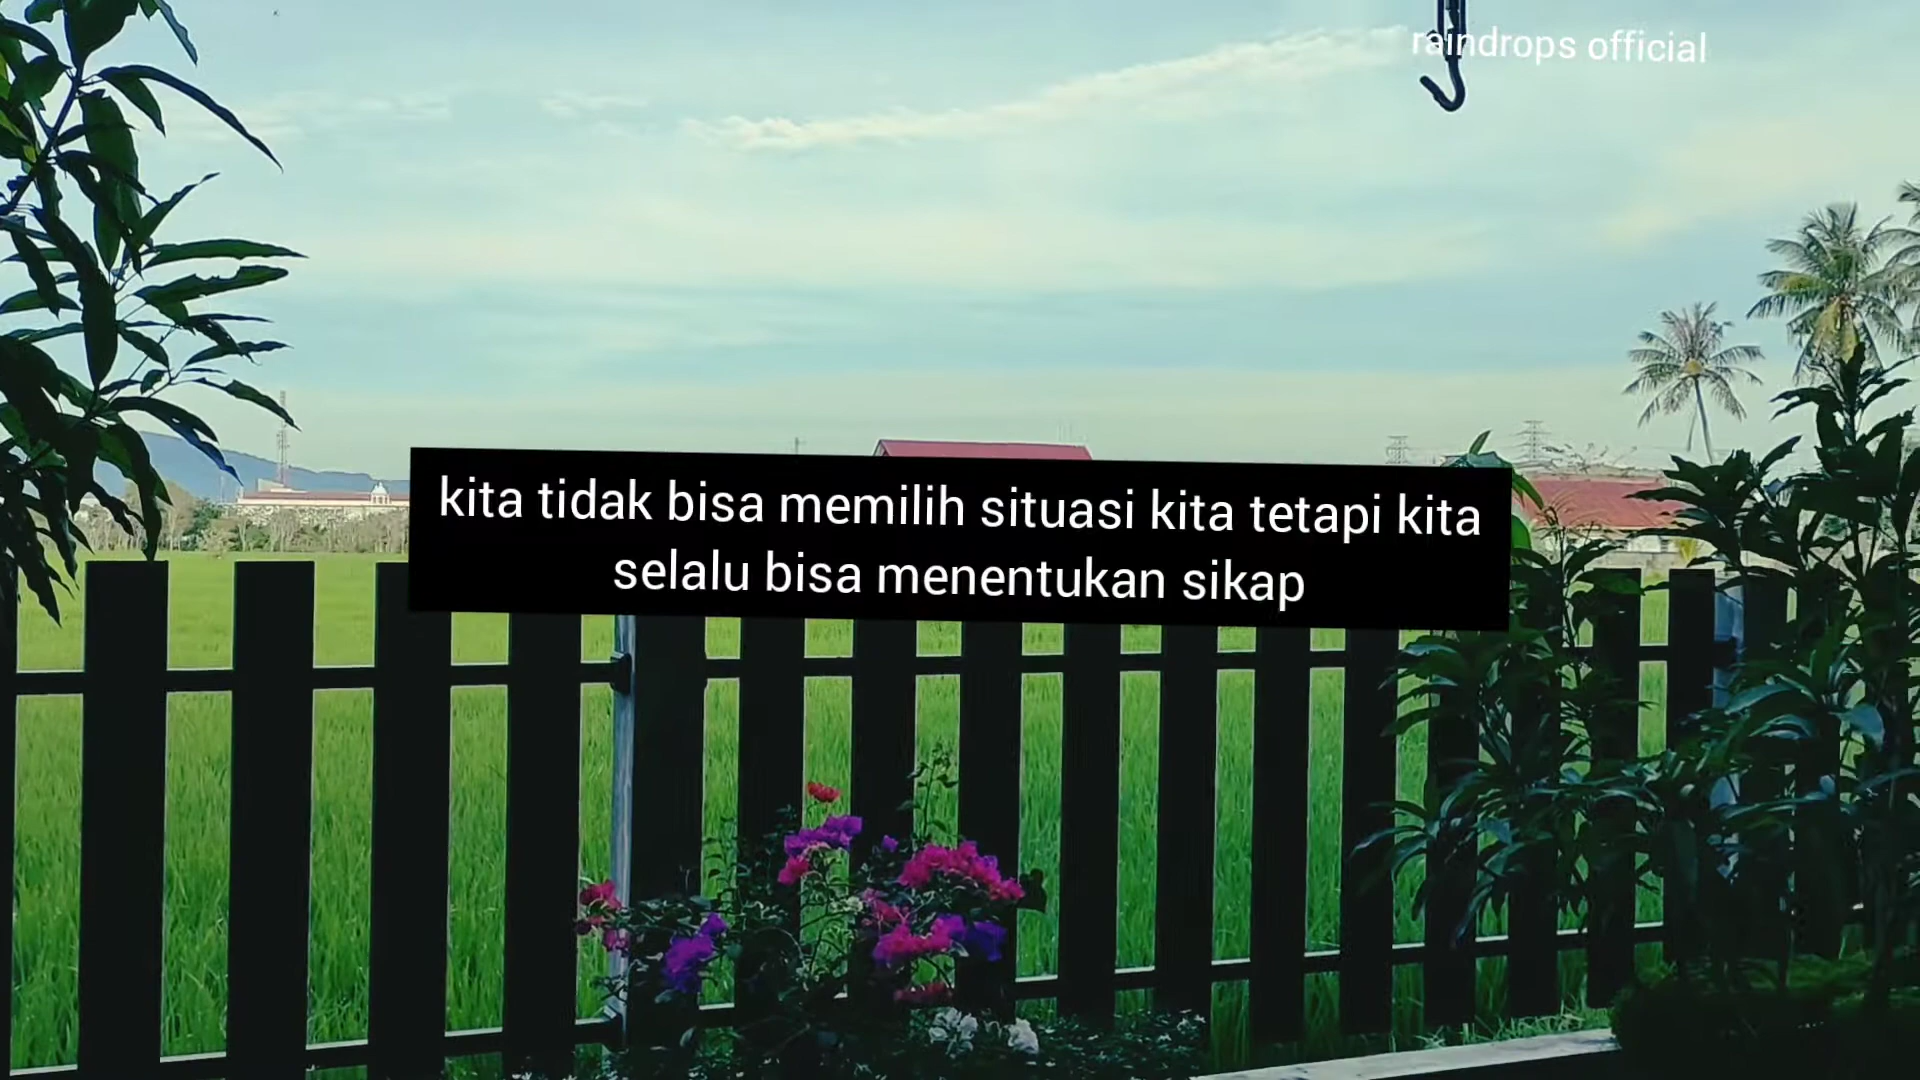 raindrops official
kita tidak bisa memilih situasi kita tetapi kita
selalu bisa menentukan sikap